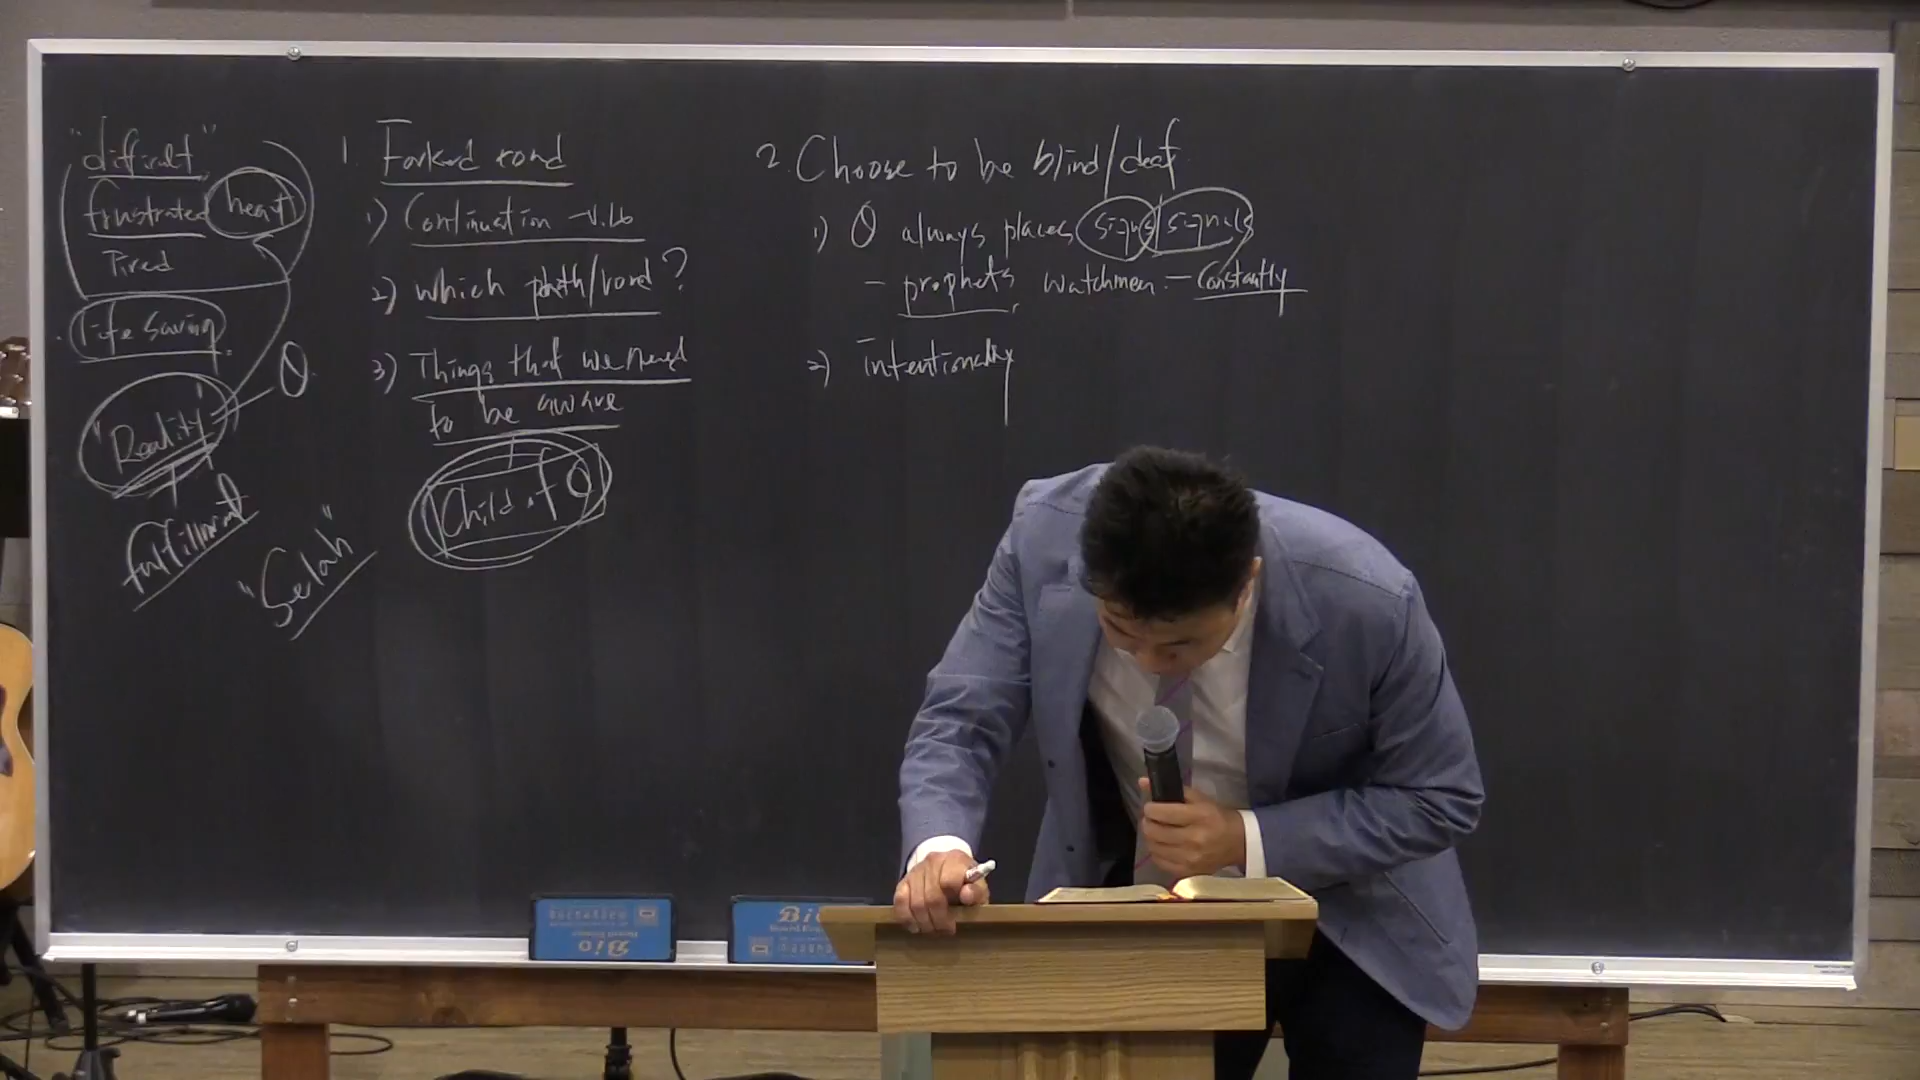 "difficult"
frustrated heart
Tired
Life saving
"Reality" θ
fulfillment
"Selah"
1. Forked road
1) Continuation -v.16
2) which path/road?
3) Things that we need
to be aware
Child of θ
2. Choose to be blind/deaf
1) θ always places signs/signals
- prophets, watchmen - Constantly
2) intentionally
Bio
Bio